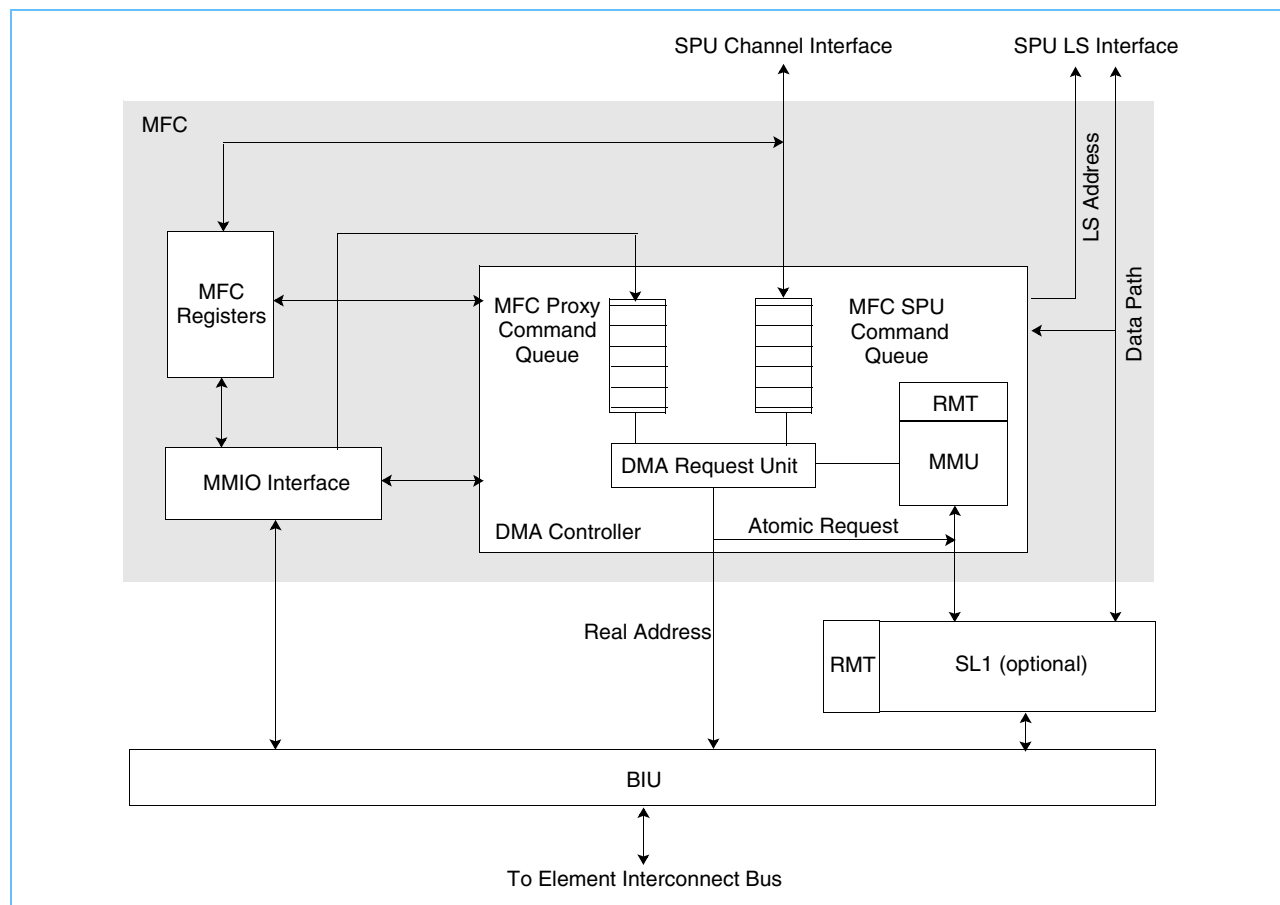 SPU Channel Interface
SPU LS Interface
MFC
LS Address
Data Path
MFC
Registers
MFC Proxy
Command
Queue
MFC SPU
Command
Queue
RMT
MMU
DMA Request Unit
MMIO Interface
Atomic Request
DMA Controller
Real Address
RMT
SL1 (optional)
BIU
To Element Interconnect Bus